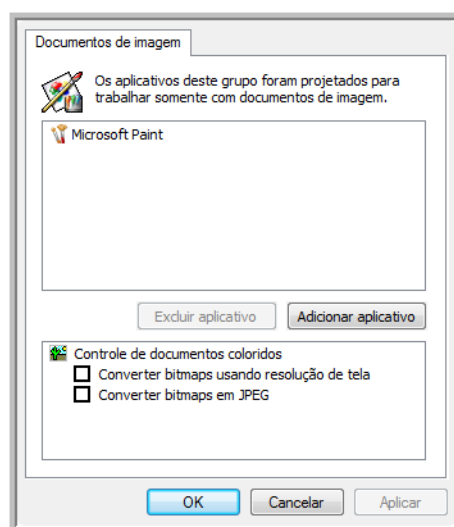 Documentos de imagem
Os aplicativos deste grupo foram projetados para
trabalhar somente com documentos de imagem.
Microsoft Paint
Excluir aplicativo
Adicionar aplicativo
Controle de documentos coloridos
Converter bitmaps usando resolução de tela
Converter bitmaps em JPEG
OK
Cancelar
Aplicar